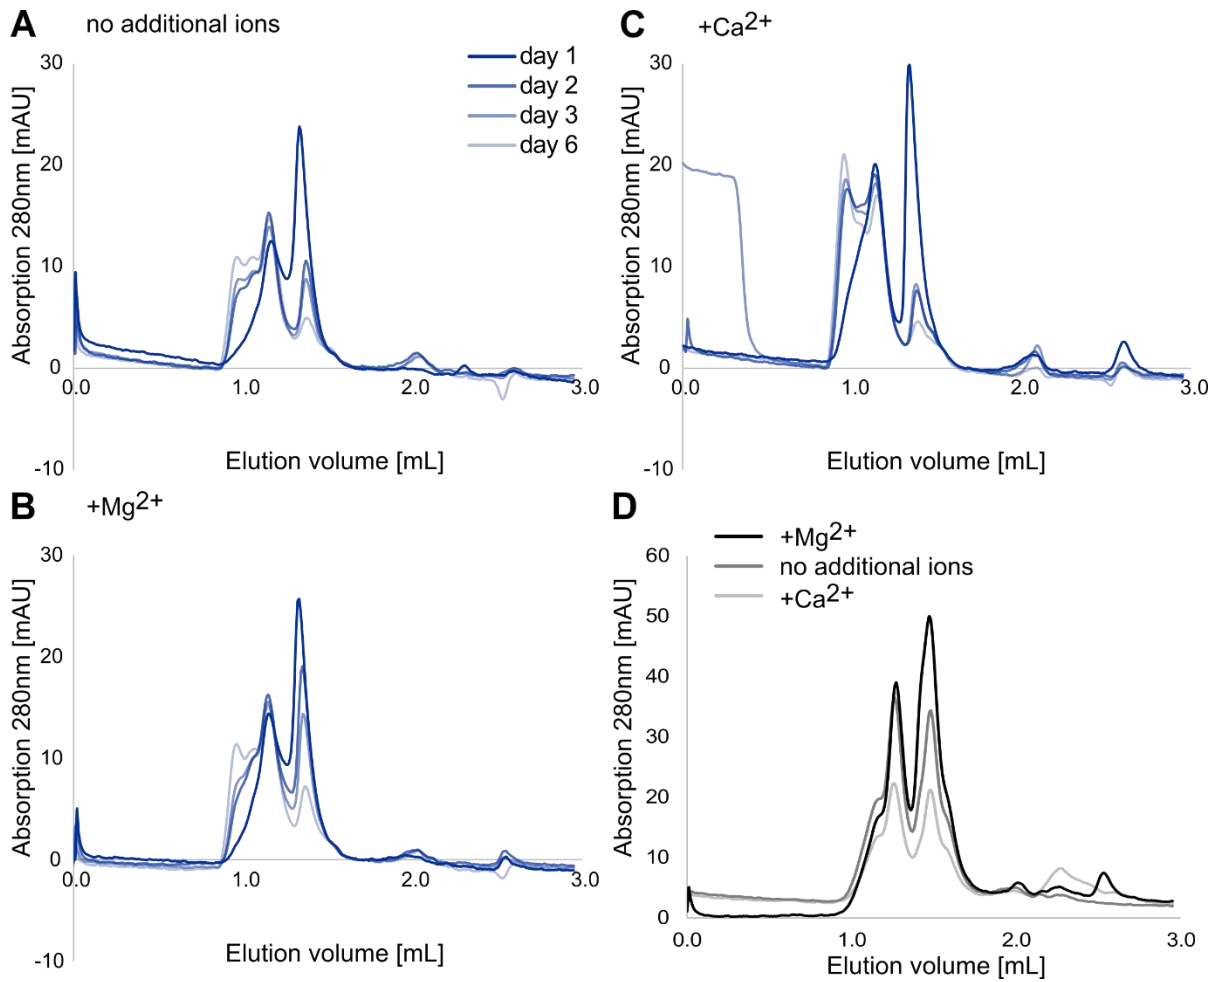 A
no additional ions
day 1
day 2
day 3
day 6
Absorption 280nm [mAU]
30
20
10
0
-10
0.0
1.0
2.0
3.0
Elution volume [mL]
C
+Ca2+
Absorption 280nm [mAU]
30
20
10
0
-10
0.0
1.0
2.0
3.0
Elution volume [mL]
B
+Mg2+
Absorption 280nm [mAU]
30
20
10
0
-10
0.0
1.0
2.0
3.0
Elution volume [mL]
D
+Mg2+
no additional ions
+Ca2+
Absorption 280nm [mAU]
60
50
40
30
20
10
0
0.0
1.0
2.0
3.0
Elution volume [mL]